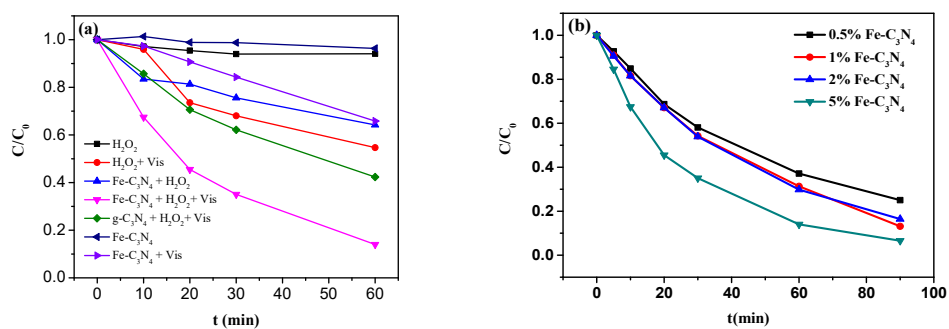 (a)
1.0
0.8
0.6
0.4
0.2
0.0
C/C₀
H₂O₂
H₂O₂+ Vis
Fe-C₃N₄ + H₂O₂
Fe-C₃N₄ + H₂O₂+ Vis
g-C₃N₄ + H₂O₂+ Vis
Fe-C₃N₄
Fe-C₃N₄ + Vis
0 10 20 30 40 50 60
t (min)
(b)
1.0
0.8
0.6
0.4
0.2
0.0
C/C₀
0.5% Fe-C₃N₄
1% Fe-C₃N₄
2% Fe-C₃N₄
5% Fe-C₃N₄
0 20 40 60 80 100
t(min)